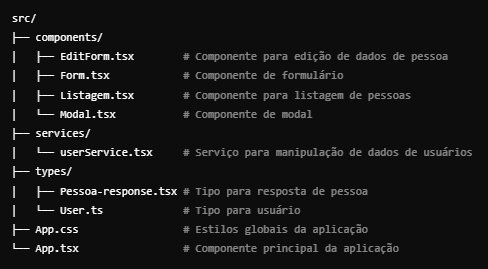 src/
├── components/
│   ├── EditForm.tsx        # Componente para edição de dados de pessoa
│   ├── Form.tsx            # Componente de formulário
│   ├── Listagem.tsx        # Componente para listagem de pessoas
│   └── Modal.tsx           # Componente de modal
├── services/
│   └── userService.tsx     # Serviço para manipulação de dados de usuários
├── types/
│   ├── Pessoa-response.tsx # Tipo para resposta de pessoa
│   └── User.ts             # Tipo para usuário
├── App.css                 # Estilos globais da aplicação
└── App.tsx                 # Componente principal da aplicação